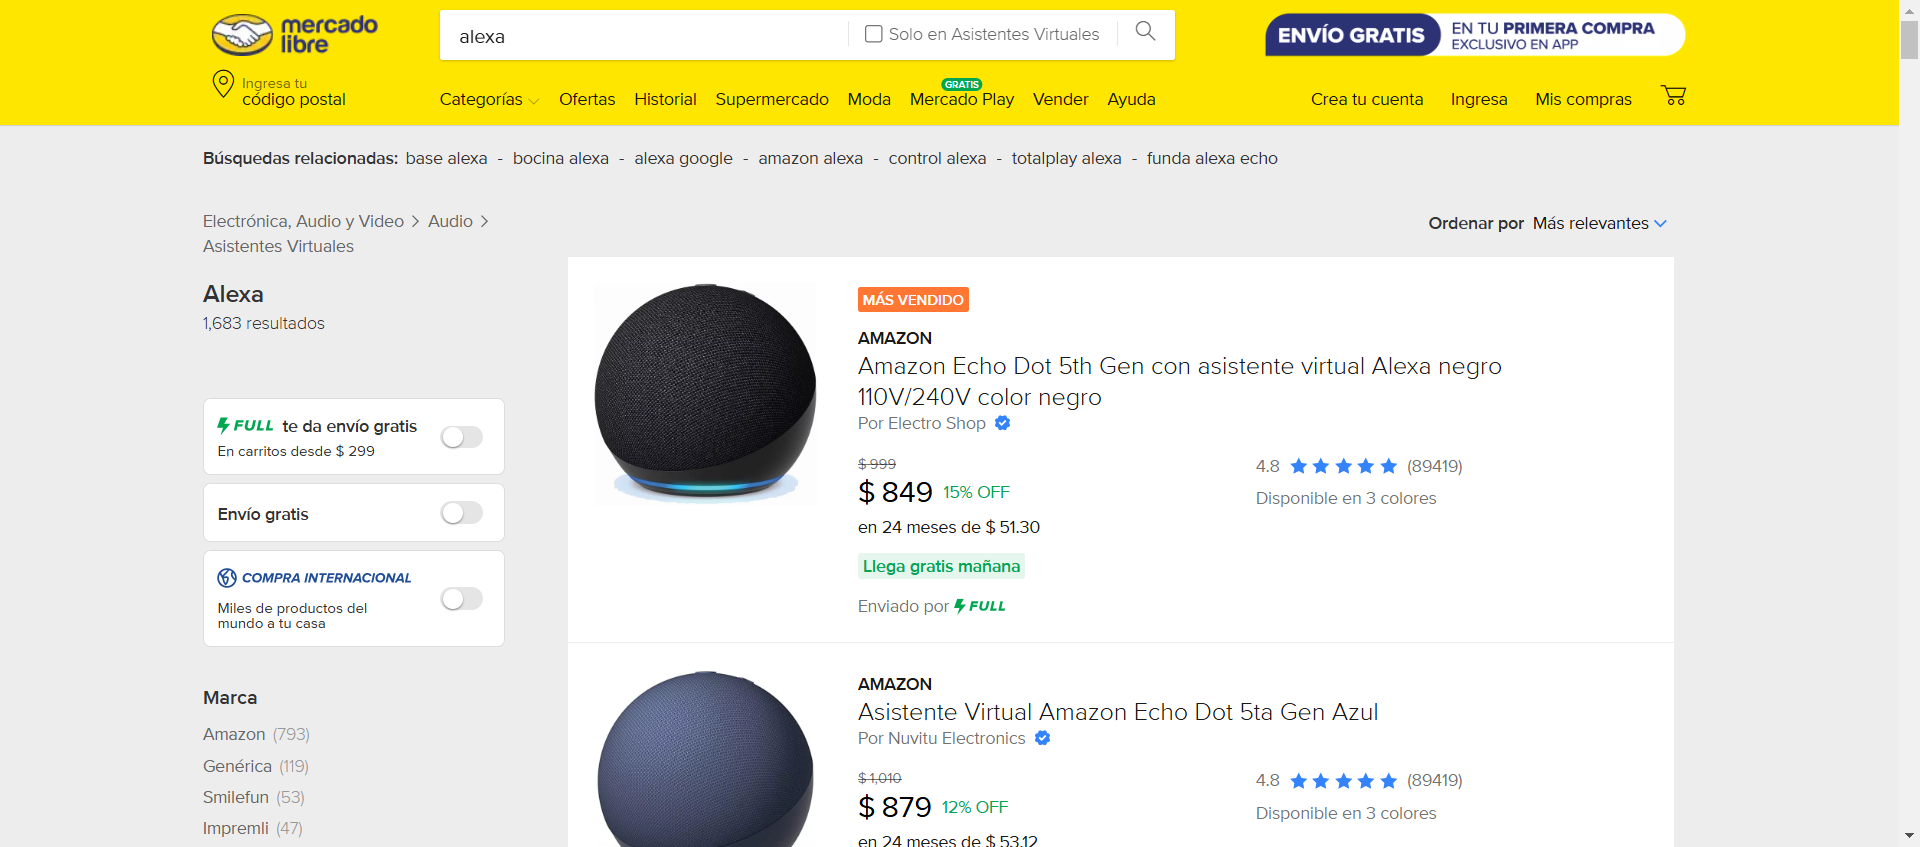 mercado
libre
alexa
Solo en Asistentes Virtuales
ENVÍO GRATIS
EN TU PRIMERA COMPRA
EXCLUSIVO EN APP
Ingresa tu
código postal
Categorías
Ofertas
Historial
Supermercado
Moda
GRATIS
Mercado Play
Vender
Ayuda
Crea tu cuenta
Ingresa
Mis compras
Búsquedas relacionadas: base alexa - bocina alexa - alexa google - amazon alexa - control alexa - totalplay alexa - funda alexa echo
Electrónica, Audio y Video > Audio >
Asistentes Virtuales
Ordenar por Más relevantes
Alexa
1,683 resultados
FULL te da envío gratis
En carritos desde $ 299
Envío gratis
COMPRA INTERNACIONAL
Miles de productos del
mundo a tu casa
Marca
Amazon (793)
Genérica (119)
Smilefun (53)
Impremli (47)
MÁS VENDIDO
AMAZON
Amazon Echo Dot 5th Gen con asistente virtual Alexa negro
110V/240V color negro
Por Electro Shop
$ 999
$ 849 15% OFF
en 24 meses de $ 51.30
Llega gratis mañana
Enviado por FULL
4.8 (89419)
Disponible en 3 colores
AMAZON
Asistente Virtual Amazon Echo Dot 5ta Gen Azul
Por Nuvitu Electronics
$ 1,010
$ 879 12% OFF
en 24 meses de $ 53.12
4.8 (89419)
Disponible en 3 colores